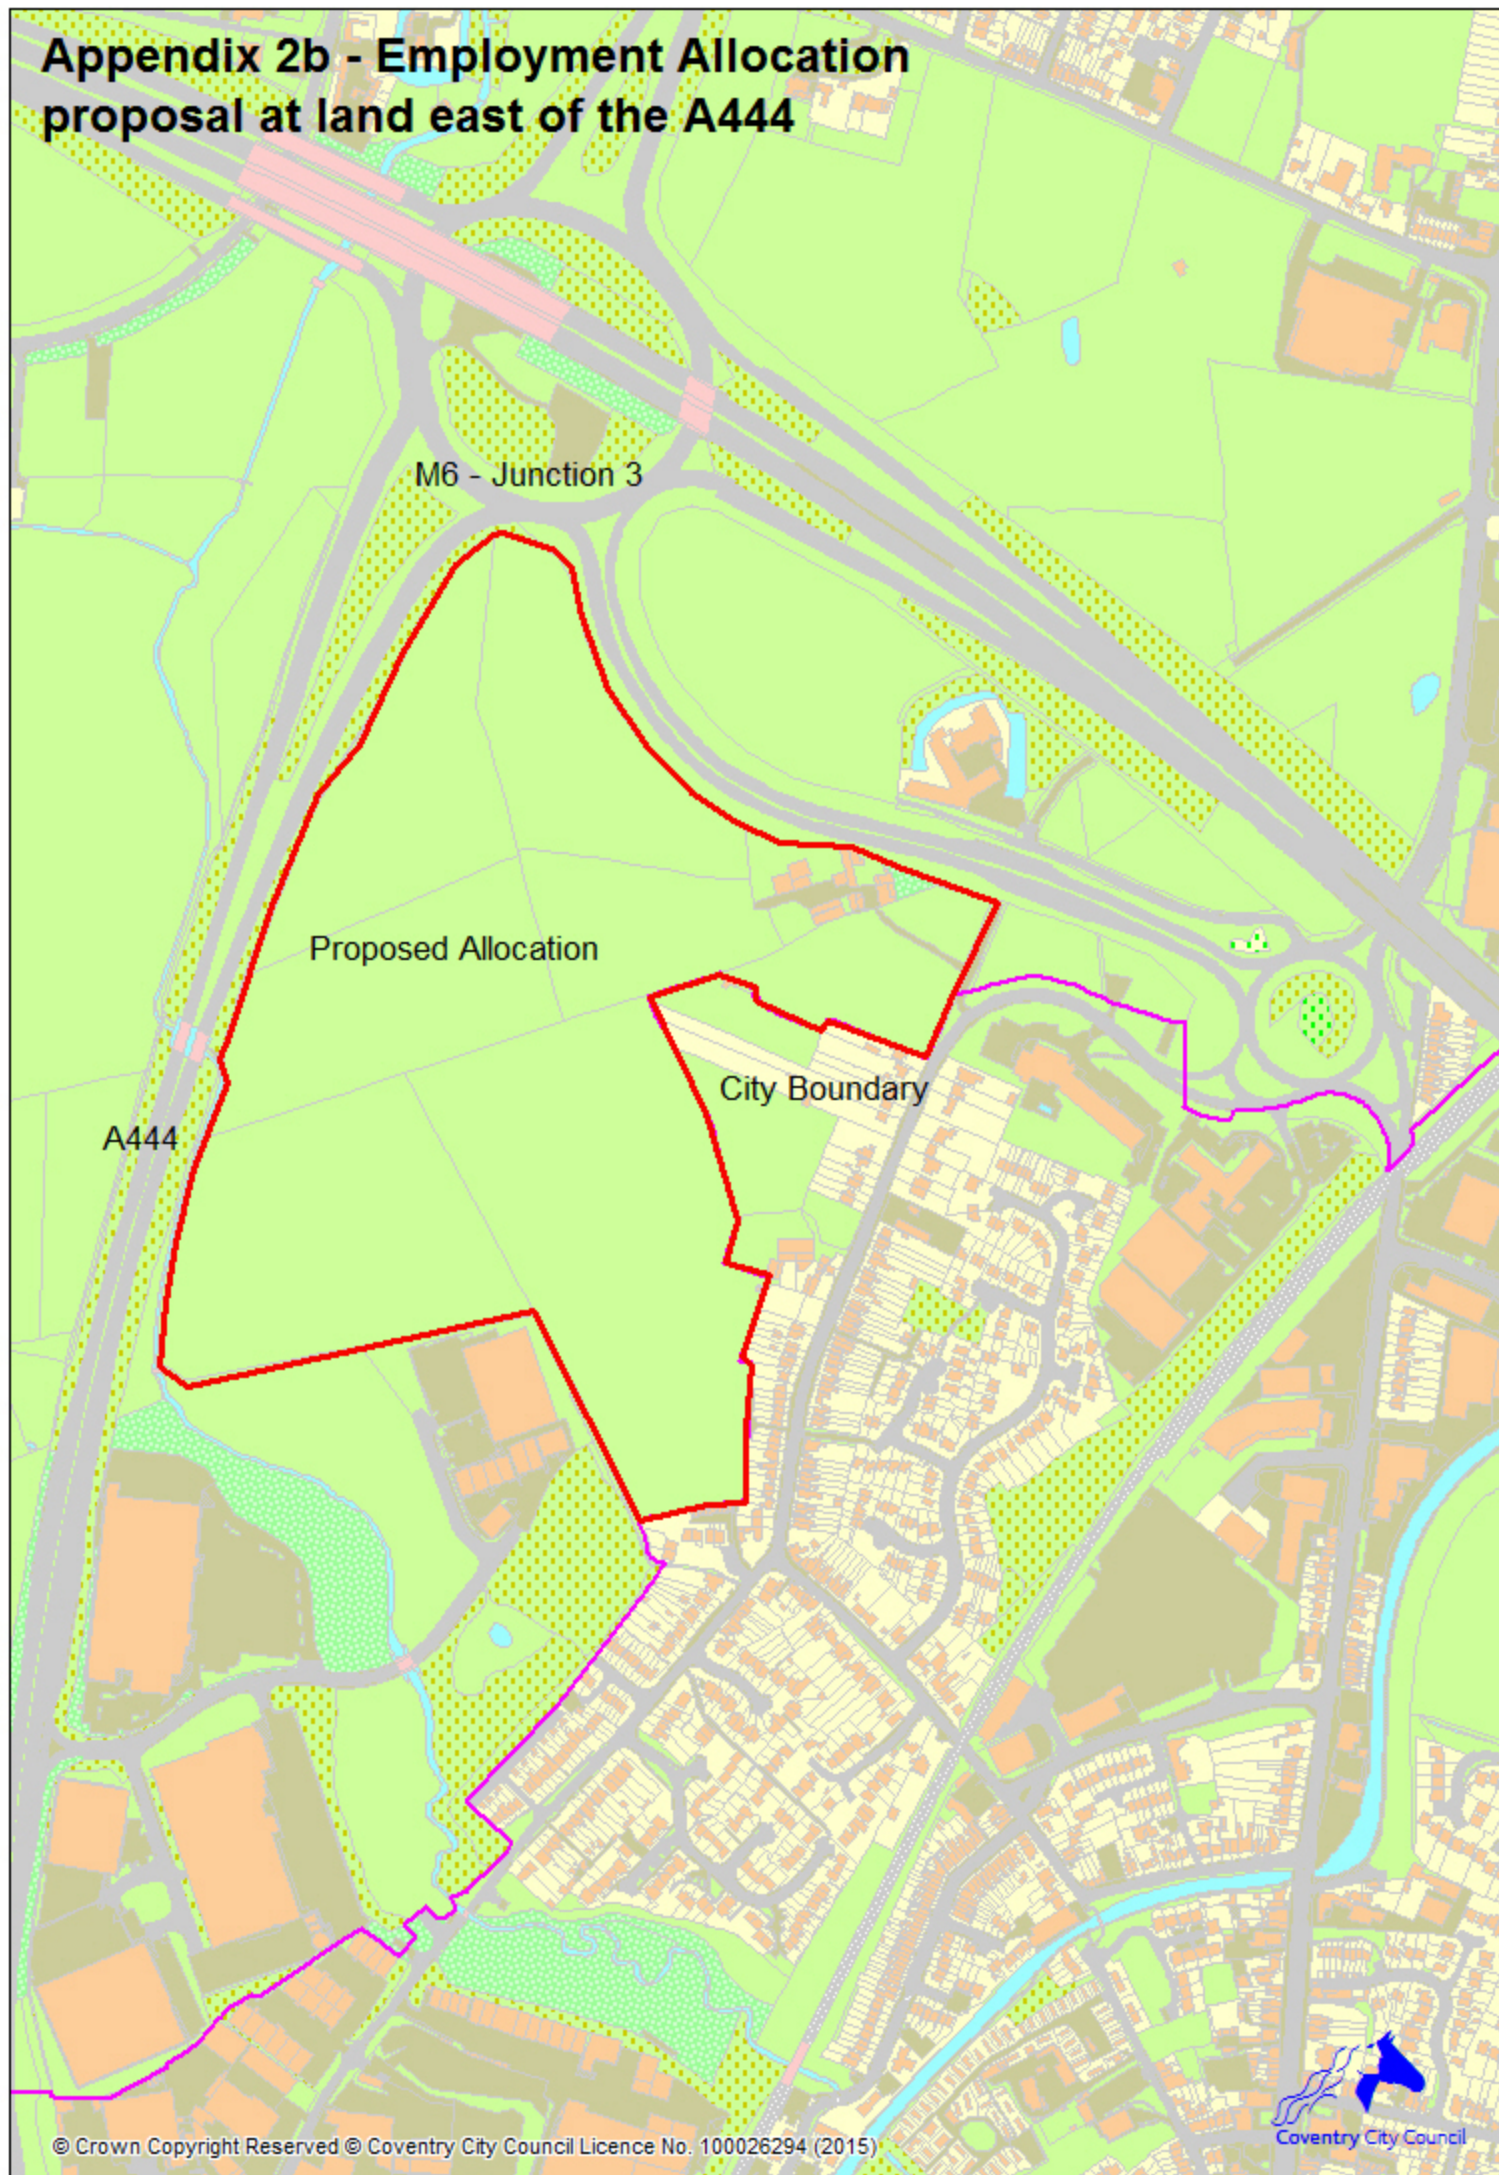 Appendix 2b - Employment Allocation
proposal at land east of the A444
M6 - Junction 3
Proposed Allocation
City Boundary
A444
© Crown Copyright Reserved © Coventry City Council Licence No. 100026294 (2015)
Coventry City Council